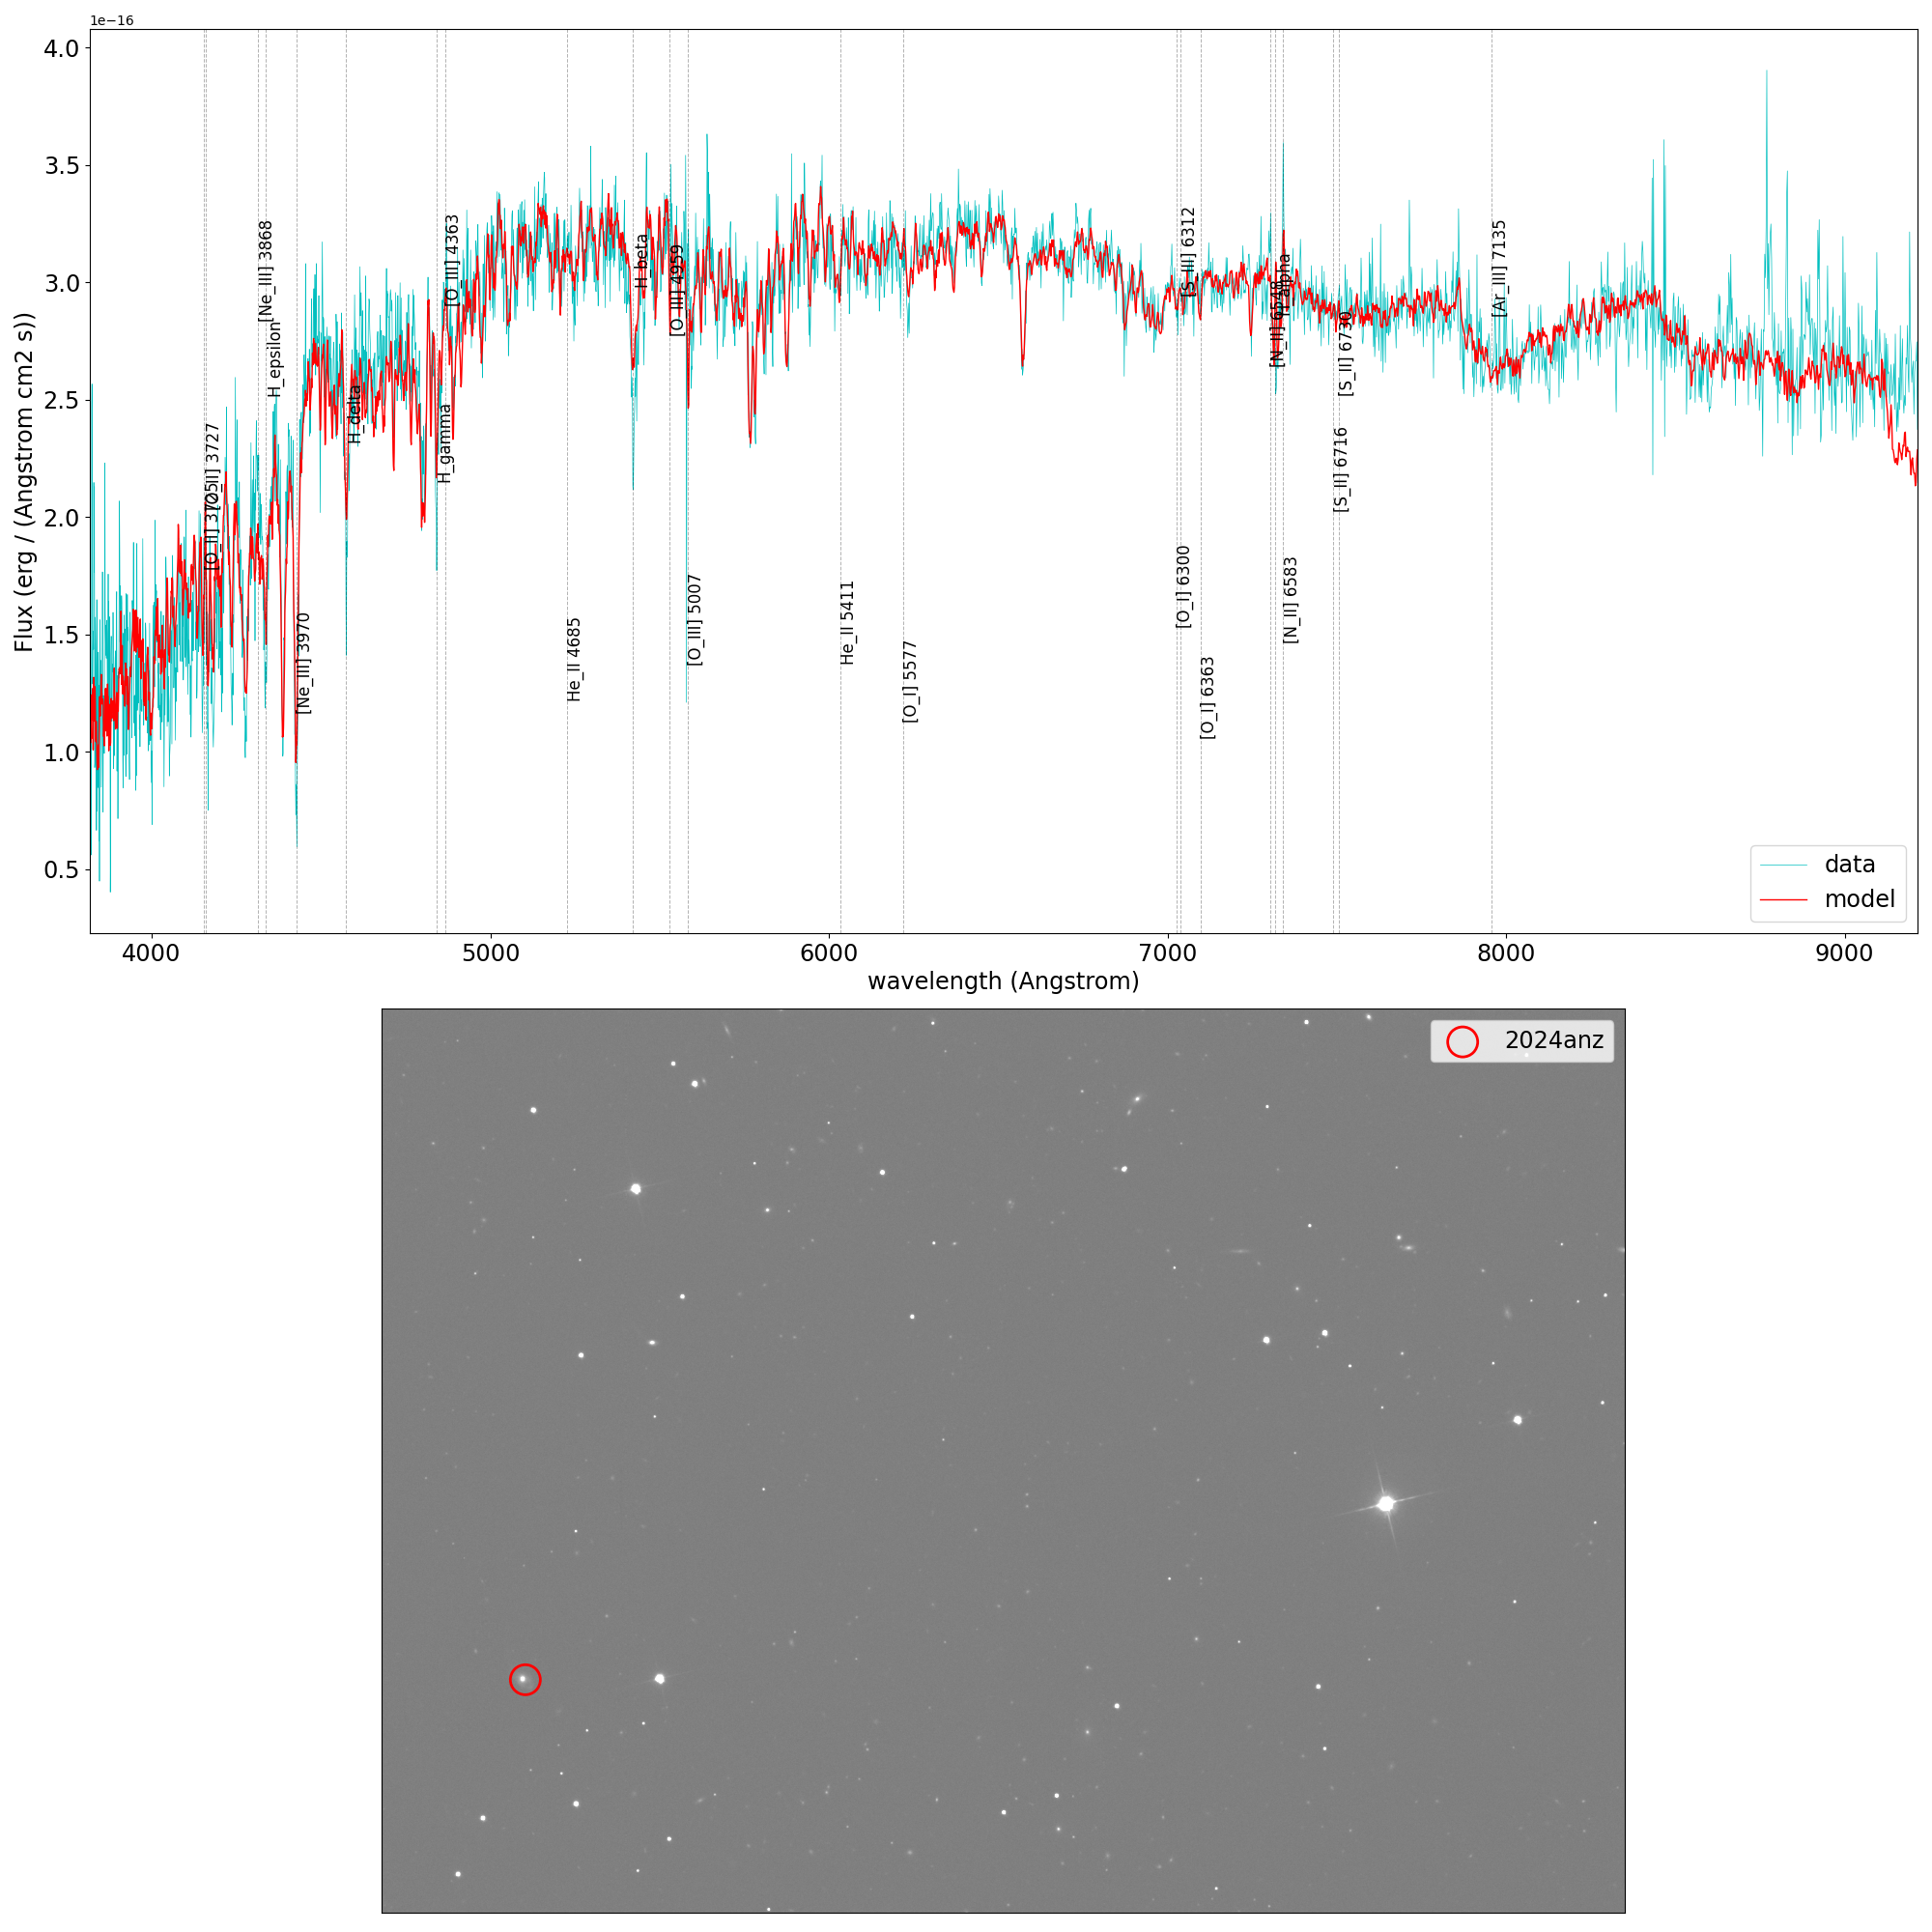 1e−16
4.0
3.5
3.0
2.5
2.0
1.5
1.0
0.5
Flux (erg / (Angstrom cm2 s))
[O_II] 3727
[Ne_III] 3868
H_epsilon
[Ne_III] 3970
H_delta
H_gamma
[O_III] 4363
He_II 4685
H_beta
[O_III] 4959
[O_III] 5007
He_II 5411
[O_I] 5577
[O_I] 6300
[S_III] 6312
[O_I] 6363
[N_II] 6548
H_alpha
[N_II] 6583
[S_II] 6716
[S_II] 6730
[Ar_III] 7135
data
model
4000 5000 6000 7000 8000 9000
wavelength (Angstrom)
2024anz